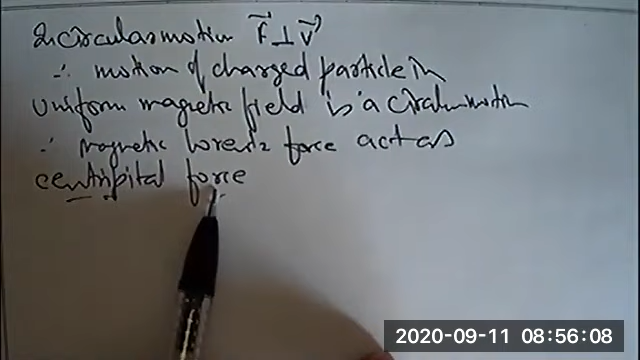 In circular motion F⃗ ⊥ V⃗
∴ motion of charged particle in
Uniform magnetic field is a circular motion
∴ magnetic lorentz force act as
centripital force
2020-09-11 08:56:08